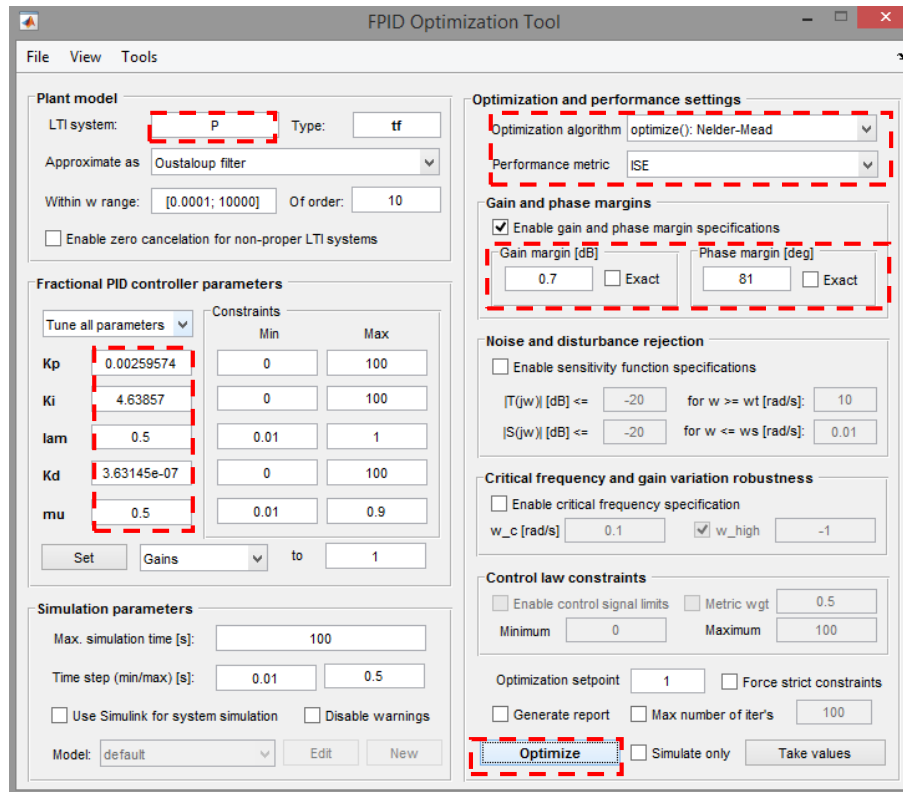 FPID Optimization Tool
File View Tools
Plant model
LTI system: P Type: tf
Approximate as Oustaloup filter
Within w range: [0.0001; 10000] Of order: 10
Enable zero cancelation for non-proper LTI systems
Fractional PID controller parameters
Tune all parameters
Constraints
Min Max
Kp 0.00259574 0 100
Ki 4.63857 0 100
lam 0.5 0.01 1
Kd 3.63145e-07 0 100
mu 0.5 0.01 0.9
Set Gains to 1
Simulation parameters
Max. simulation time [s]: 100
Time step (min/max) [s]: 0.01 0.5
Use Simulink for system simulation Disable warnings
Model: default Edit New
Optimization and performance settings
Optimization algorithm optimize(): Nelder-Mead
Performance metric ISE
Gain and phase margins
Enable gain and phase margin specifications
Gain margin [dB] Phase margin [deg]
0.7 Exact 81 Exact
Noise and disturbance rejection
Enable sensitivity function specifications
|T(jw)| [dB] <= -20 for w >= wt [rad/s]: 10
|S(jw)| [dB] <= -20 for w <= ws [rad/s]: 0.01
Critical frequency and gain variation robustness
Enable critical frequency specification
w_c [rad/s] 0.1 w_high -1
Control law constraints
Enable control signal limits Metric wgt 0.5
Minimum 0 Maximum 100
Optimization setpoint 1 Force strict constraints
Generate report Max number of iter's 100
Optimize Simulate only Take values